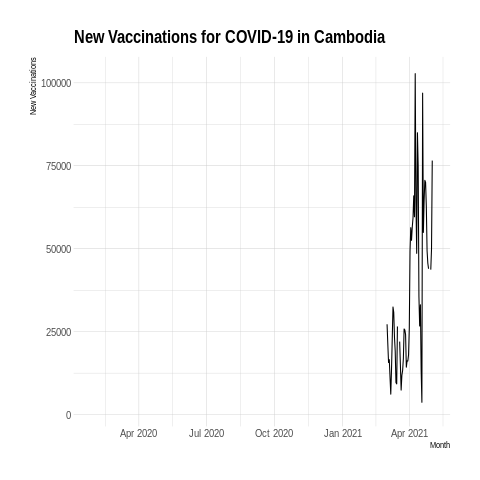 New Vaccinations for COVID-19 in Cambodia
New Vaccinations
100000
75000
50000
25000
0
Apr 2020 Jul 2020 Oct 2020 Jan 2021 Apr 2021
Month